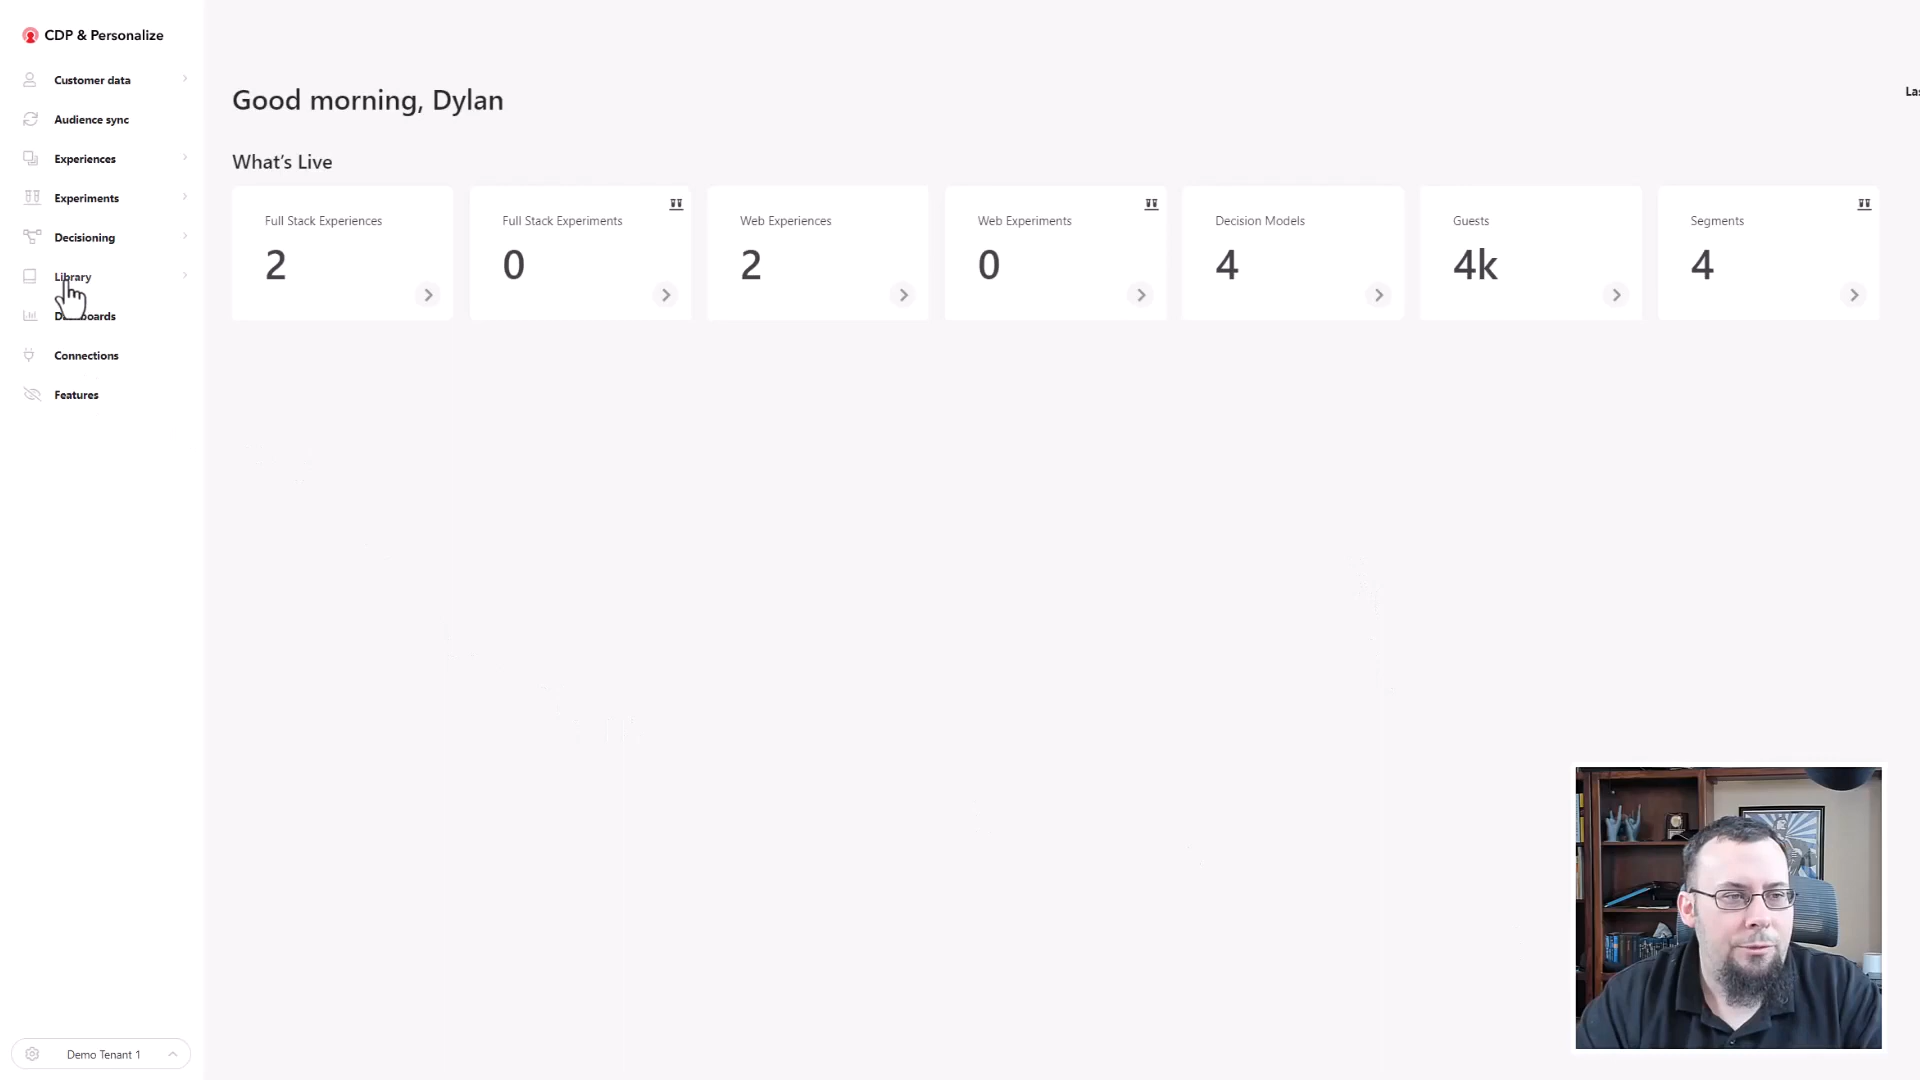 CDP & Personalize
Customer data
Audience sync
Experiences
Experiments
Decisioning
Library
Connections
Features
Demo Tenant 1
Good morning, Dylan
What's Live
Full Stack Experiences
2
Full Stack Experiments
0
Web Experiences
2
Web Experiments
0
Decision Models
4
Guests
4k
Segments
4